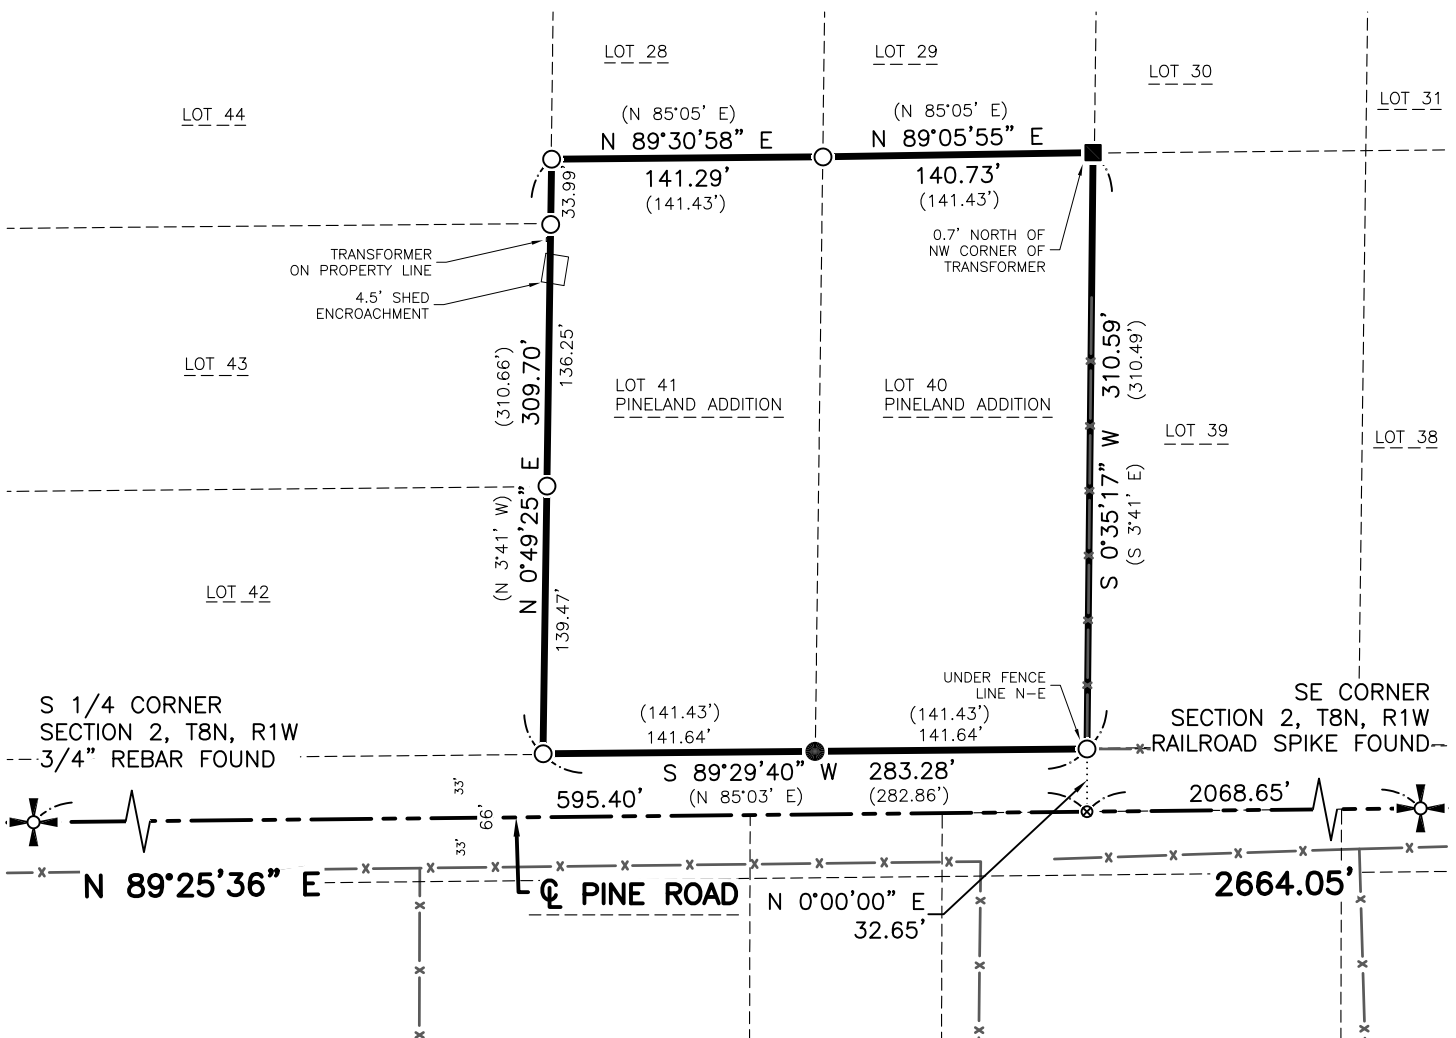 LOT 28
LOT 29
LOT 30
LOT 31
LOT 44
(N 85°05' E)
N 89°30'58" E
(N 85°05' E)
N 89°05'55" E
141.29'
(141.43')
140.73'
(141.43')
33.99'
TRANSFORMER
ON PROPERTY LINE
4.5' SHED
ENCROACHMENT
0.7' NORTH OF
NW CORNER OF
TRANSFORMER
LOT 43
(310.66')
309.70'
136.25'
LOT 41
PINELAND ADDITION
LOT 40
PINELAND ADDITION
310.59'
(310.49')
LOT 39
LOT 38
(N 3°41' W)
N 0°49'25" E
139.47'
S 0°35'17" W
(S 3°41' E)
LOT 42
S 1/4 CORNER
SECTION 2, T8N, R1W
3/4" REBAR FOUND
UNDER FENCE
LINE N-E
SE CORNER
SECTION 2, T8N, R1W
RAILROAD SPIKE FOUND
(141.43')
141.64'
(141.43')
141.64'
S 89°29'40" W
283.28'
(N 85°03' E)
(282.86')
33'
66'
33'
595.40'
2068.65'
N 89°25'36" E
℄ PINE ROAD
N 0°00'00" E
32.65'
2664.05'